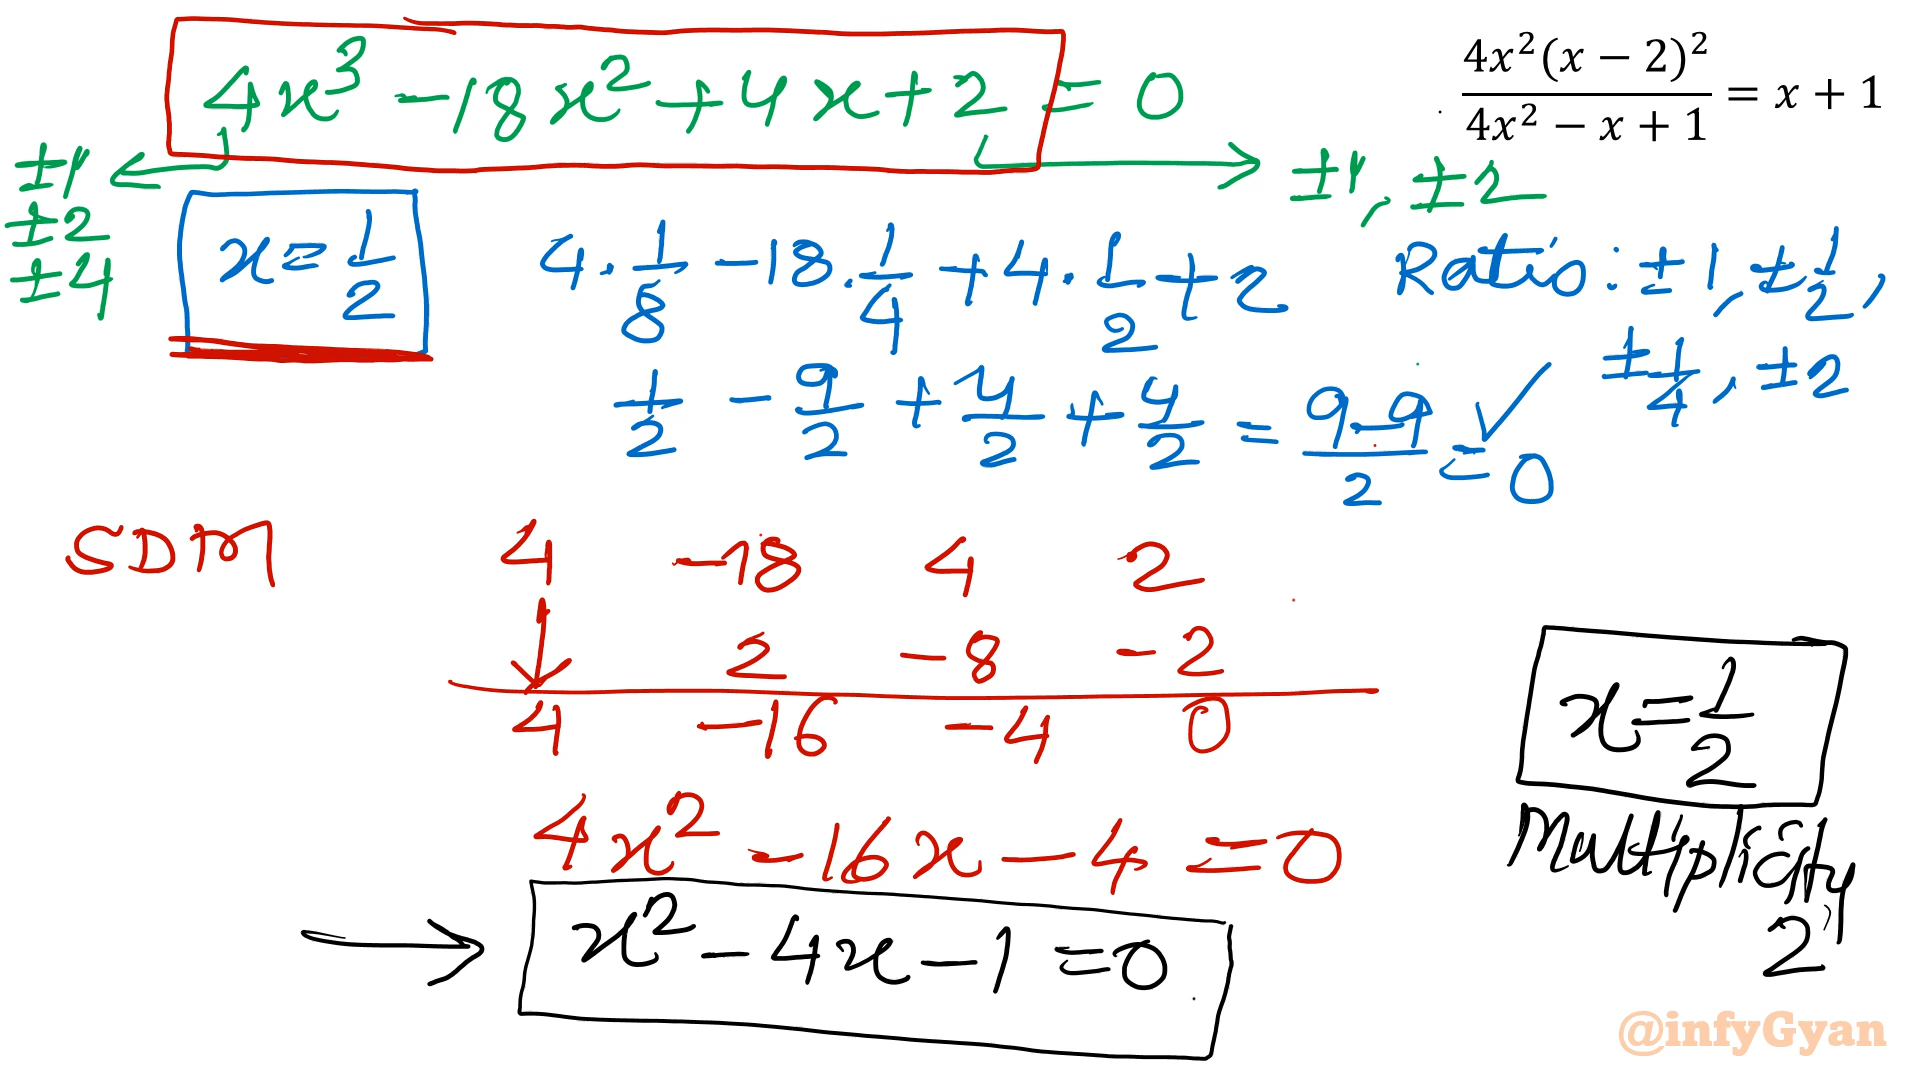 4x³ - 18x² + 4x + 2 = 0
4x²(x − 2)² / 4x² − x + 1 = x + 1
±1
±2
±4
±1, ±2
x = 1/2
4 · 1/8 - 18 · 1/4 + 4 · 1/2 + 2
Ratio : ±1, ±1/2,
±1/4, ±2
1/2 - 9/2 + 4/2 + 4/2 = 9-9/2 = 0 ✓
SDM
4 -18 4 2
2 -8 -2
4 -16 -4 0
4x² - 16x - 4 = 0
→ x² - 4x - 1 = 0
x = 1/2
Multiplicity
2
@infyGyan